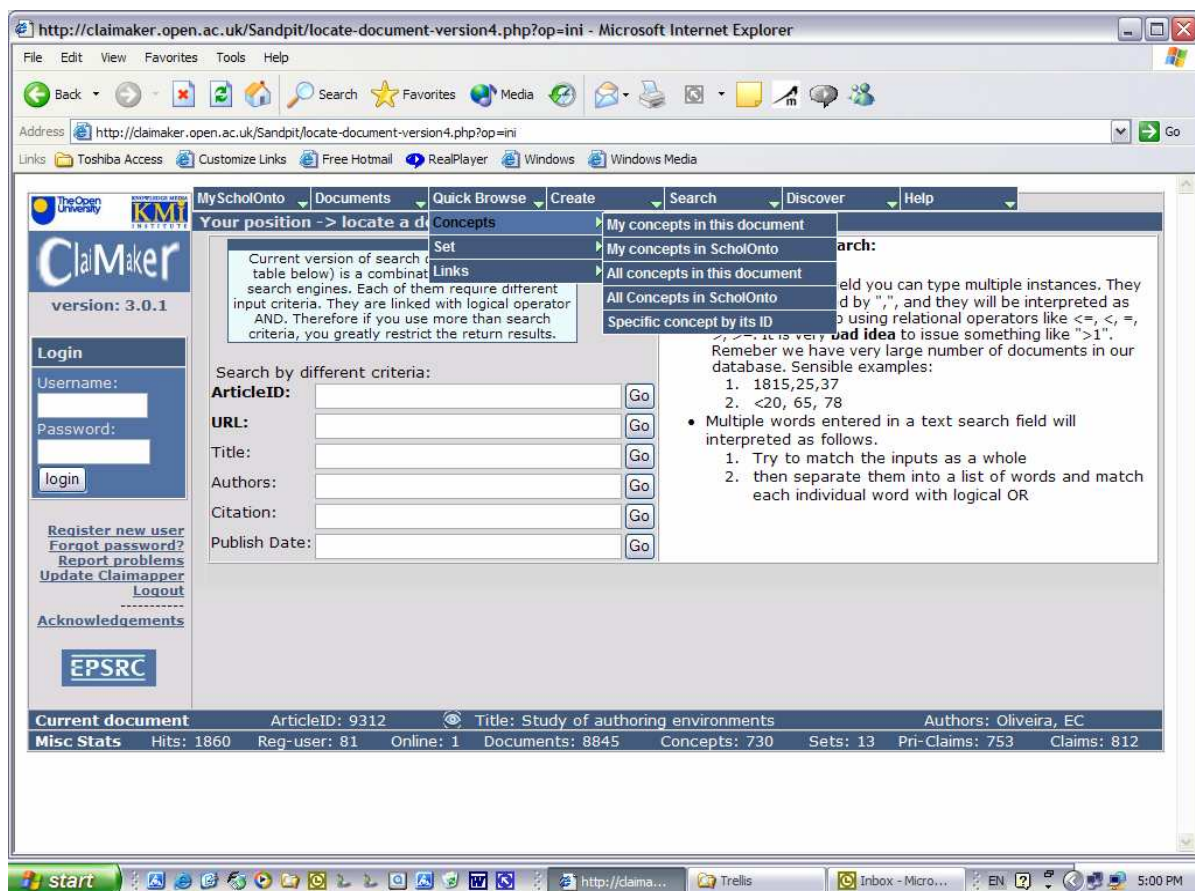 http://claimaker.open.ac.uk/Sandpit/locate-document-version4.php?op=ini - Microsoft Internet Explorer
File Edit View Favorites Tools Help
Back Search Favorites Media
Address http://claimaker.open.ac.uk/Sandpit/locate-document-version4.php?op=ini Go
Links Toshiba Access Customize Links Free Hotmail RealPlayer Windows Windows Media
The Open University
KNOWLEDGE MEDIA
KMi
INSTITUTE
ClaiMaker
version: 3.0.1
Login
Username:
Password:
login
Register new user
Forgot password?
Report problems
Update Claimapper
Logout
-----------
Acknowledgements
EPSRC
MyScholOnto Documents Quick Browse Create Search Discover Help
Your position -> locate a d
Concepts
Set
Links
My concepts in this document
My concepts in ScholOnto
All concepts in this document
All Concepts in ScholOnto
Specific concept by its ID
Current version of search
table below) is a combinat
search engines. Each of them require different
input criteria. They are linked with logical operator
AND. Therefore if you use more than search
criteria, you greatly restrict the return results.
Search by different criteria:
ArticleID: Go
URL: Go
Title: Go
Authors: Go
Citation: Go
Publish Date: Go
arch:
eld you can type multiple instances. They
d by ",", and they will be interpreted as
o using relational operators like <=, <, =,
>, >=. It is very bad idea to issue something like ">1".
Remeber we have very large number of documents in our
database. Sensible examples:
1. 1815,25,37
2. <20, 65, 78
• Multiple words entered in a text search field will
interpreted as follows.
1. Try to match the inputs as a whole
2. then separate them into a list of words and match
each individual word with logical OR
Current document ArticleID: 9312 Title: Study of authoring environments Authors: Oliveira, EC
Misc Stats Hits: 1860 Reg-user: 81 Online: 1 Documents: 8845 Concepts: 730 Sets: 13 Pri-Claims: 753 Claims: 812
start http://claima... Trellis Inbox - Micro... EN 5:00 PM